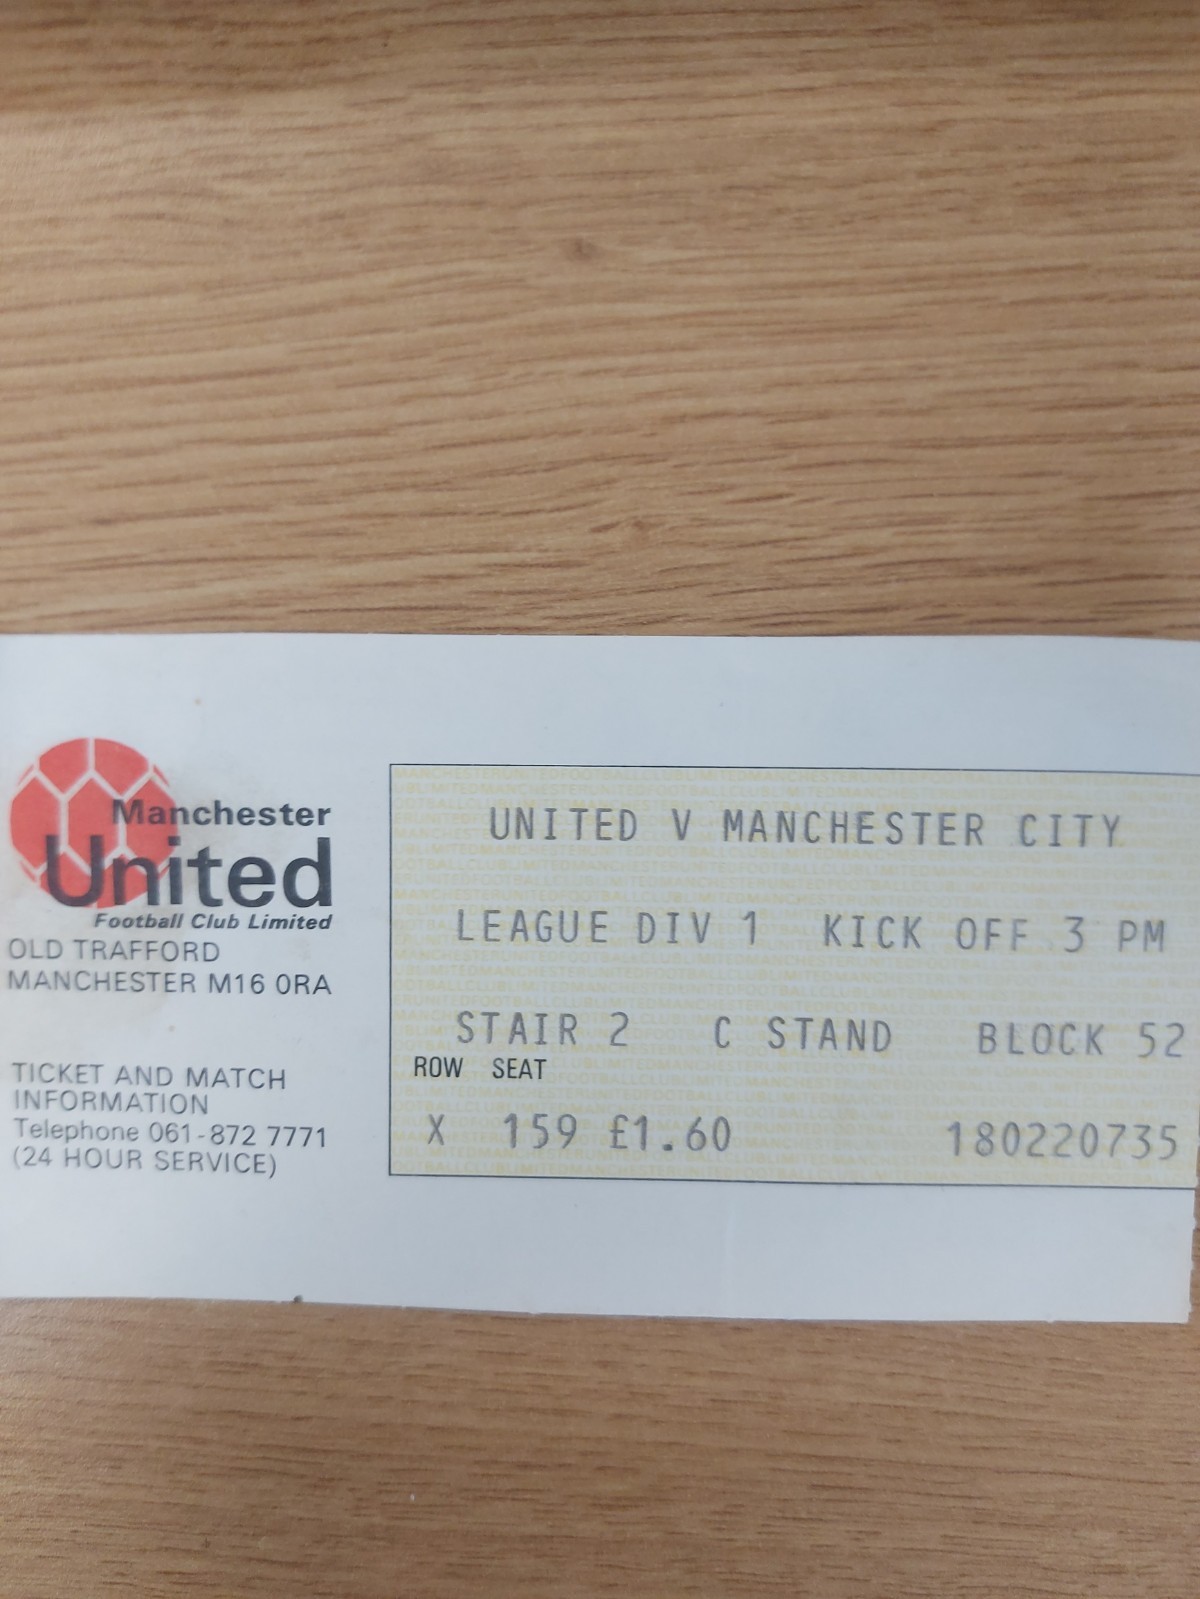 Manchester
United
Football Club Limited
OLD TRAFFORD
MANCHESTER M16 0RA
TICKET AND MATCH
INFORMATION
Telephone 061-872 7771
(24 HOUR SERVICE)
UNITED V MANCHESTER CITY
LEAGUE DIV 1 KICK OFF 3 PM
STAIR 2 C STAND BLOCK 52
ROW SEAT
X 159 £1.60 180220735